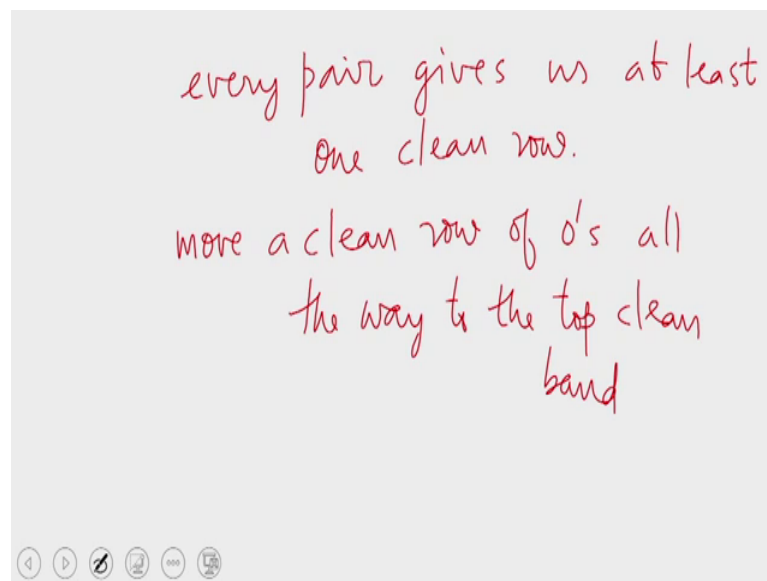 every pair gives us at least
one clean row.
move a clean row of 0's all
the way to the top clean
band